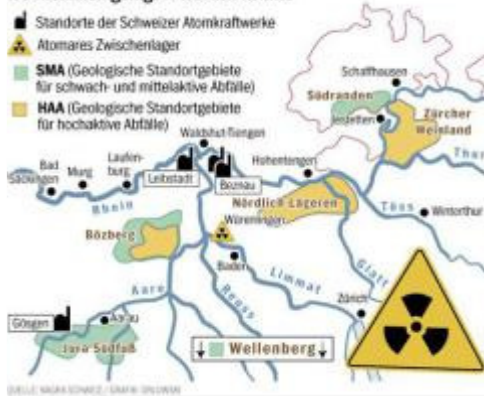 Standorte der Schweizer Atomkraftwerke
Atomares Zwischenlager
SMA (Geologische Standortgebiete
für schwach- und mittelaktive Abfälle)
HAA (Geologische Standortgebiete
für hochaktive Abfälle)
Schaffhausen
Südranden
Jestetten
Zürcher
Weinland
Thur
Waldshut-Tiengen
Bad
Säckingen
Murg
Laufen-
burg
Leibstadt
Beznau
Hohentengen
Rhein
Nördlich Lägeren
Töss
Winterthur
Bözberg
Würenlingen
Baden
Limmat
Glatt
Aare
Reuss
Zürich
Gösgen
Aarau
Jura-Südfuß
Wellenberg
QUELLE: NAGRA SCHWEIZ / GRAFIK: